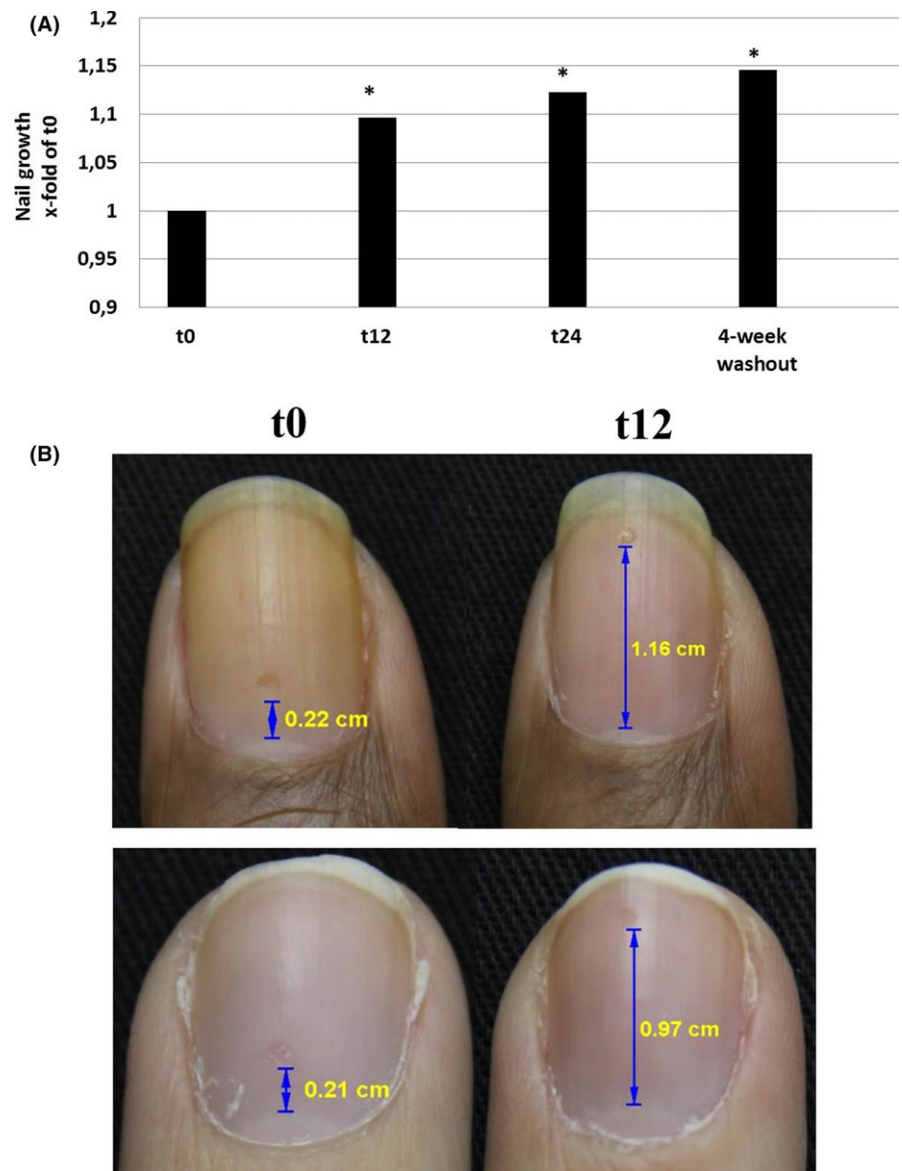 (A)
Nail growth
x-fold of t0
1,2
1,15
1,1
1,05
1
0,95
0,9
*
*
*
t0
t12
t24
4-week
washout
(B)
t0
t12
0.22 cm
1.16 cm
0.21 cm
0.97 cm